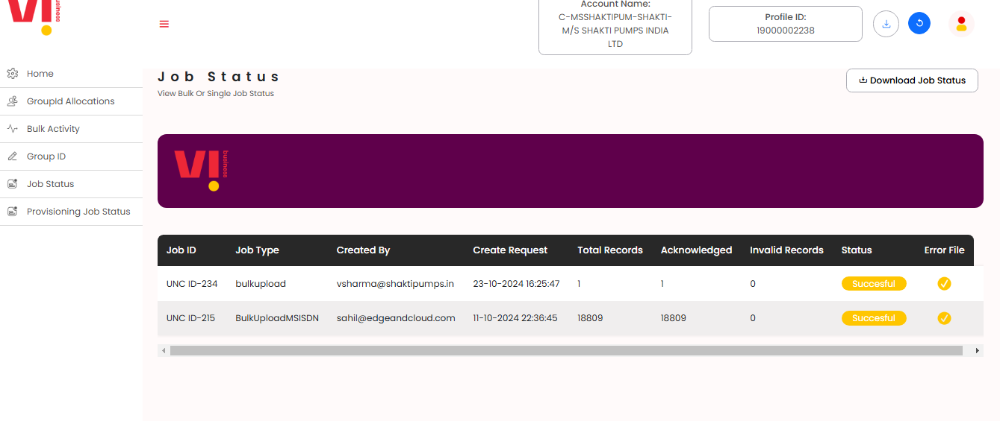 VI business
Account Name:
C-MSSHAKTIPUM-SHAKTI-
M/S SHAKTI PUMPS INDIA
LTD
Profile ID:
19000002238
Home
GroupId Allocations
Bulk Activity
Group ID
Job Status
Provisioning Job Status
Job Status
View Bulk Or Single Job Status
Download Job Status
VI business
Job ID Job Type Created By Create Request Total Records Acknowledged Invalid Records Status Error File
UNC ID-234 bulkupload vsharma@shaktipumps.in 23-10-2024 16:25:47 1 1 0 Succesful
UNC ID-215 BulkUploadMSISDN sahil@edgeandcloud.com 11-10-2024 22:36:45 18809 18809 0 Succesful